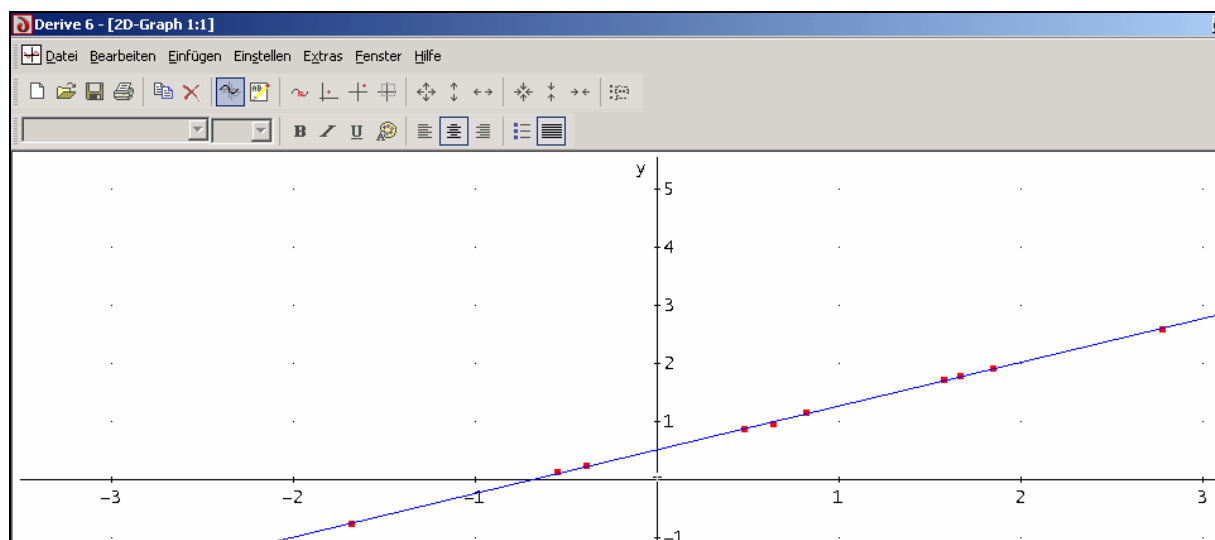 Derive 6 - [2D-Graph 1:1]
Datei Bearbeiten Einfügen Einstellen Extras Fenster Hilfe
B I U
y
5
4
3
2
1
-3 -2 -1 1 2 3
-1